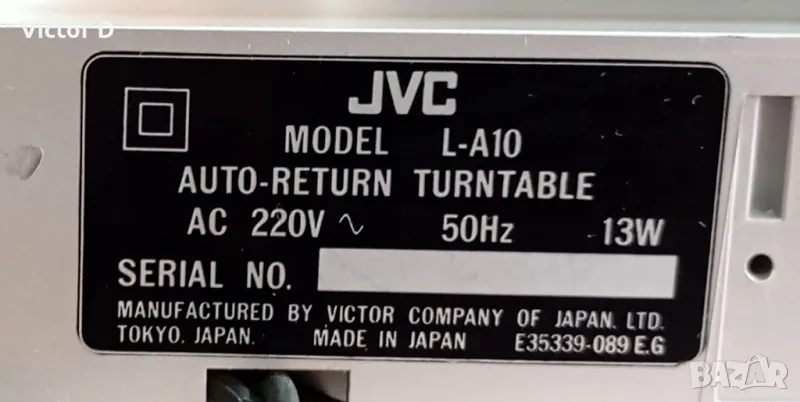 Victor D
JVC
MODEL L-A10
AUTO-RETURN TURNTABLE
AC 220V ∿ 50Hz 13W
SERIAL NO.
MANUFACTURED BY VICTOR COMPANY OF JAPAN. LTD.
TOKYO. JAPAN. MADE IN JAPAN E35339-089 E.G
BAZAR